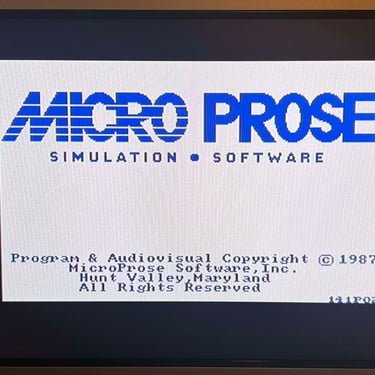 MICRO PROSE
SIMULATION • SOFTWARE
Program & Audiovisual Copyright © 1987
MicroProse Software,Inc.
Hunt Valley,Maryland
All Rights Reserved